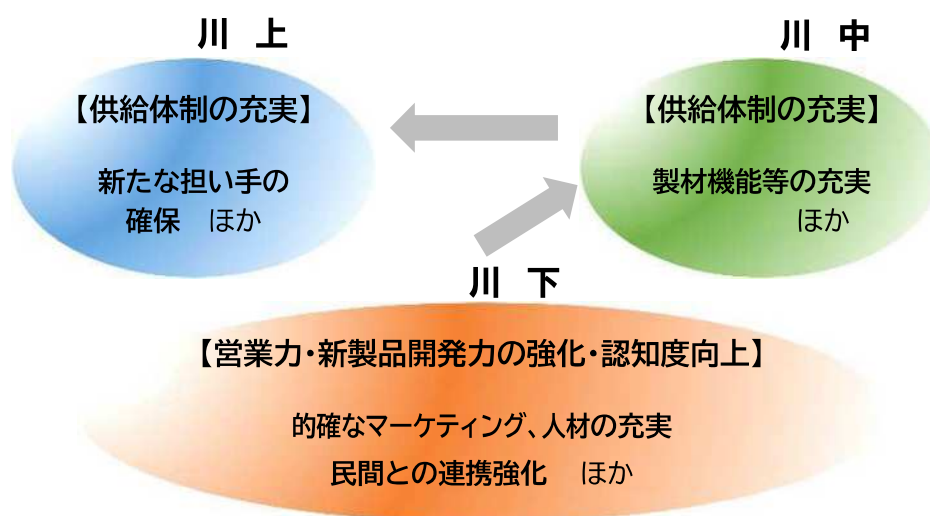 川 上
【供給体制の充実】
新たな担い手の
確保 ほか
川 中
【供給体制の充実】
製材機能等の充実
ほか
川 下
【営業力・新製品開発力の強化・認知度向上】
的確なマーケティング、人材の充実
民間との連携強化 ほか